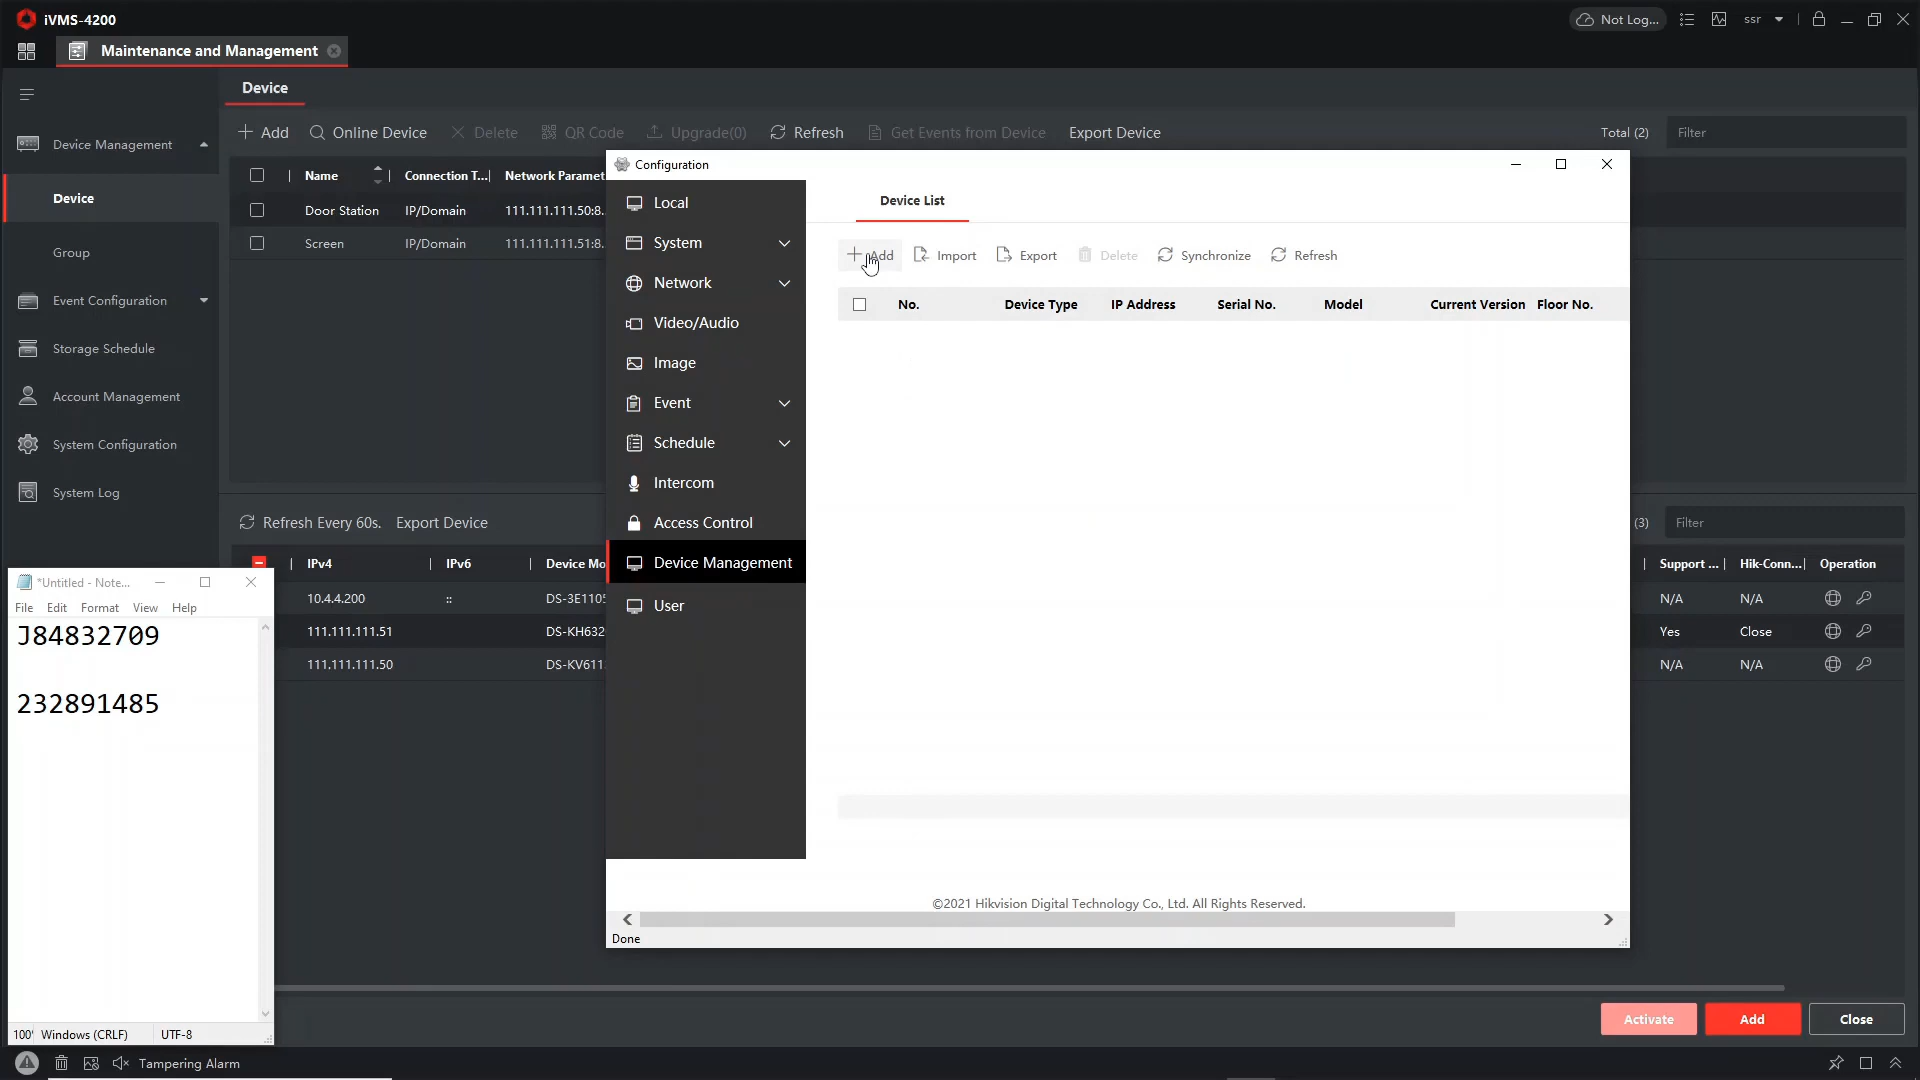 iVMS-4200
Not Log...
ssr
Maintenance and Management
Device
Add
Online Device
Delete
QR Code
Upgrade(0)
Refresh
Get Events from Device
Export Device
Total (2)
Filter
Device Management
Device
Group
Event Configuration
Storage Schedule
Account Management
System Configuration
System Log
Name
Connection T...
Network Paramet
Door Station
IP/Domain
111.111.111.50:8..
Screen
IP/Domain
111.111.111.51:8..
Configuration
Local
System
Network
Video/Audio
Image
Event
Schedule
Intercom
Access Control
Device Management
User
Device List
Add
Import
Export
Delete
Synchronize
Refresh
No.
Device Type
IP Address
Serial No.
Model
Current Version
Floor No.
©2021 Hikvision Digital Technology Co., Ltd. All Rights Reserved.
Done
Refresh Every 60s.
Export Device
(3)
Filter
IPv4
IPv6
Device Mo
Support ...
Hik-Conn...
Operation
10.4.4.200
::
DS-3E1105
N/A
N/A
111.111.111.51
DS-KH632
Yes
Close
111.111.111.50
DS-KV611
N/A
N/A
*Untitled - Note...
File
Edit
Format
View
Help
J84832709
232891485
100'
Windows (CRLF)
UTF-8
Activate
Add
Close
Tampering Alarm